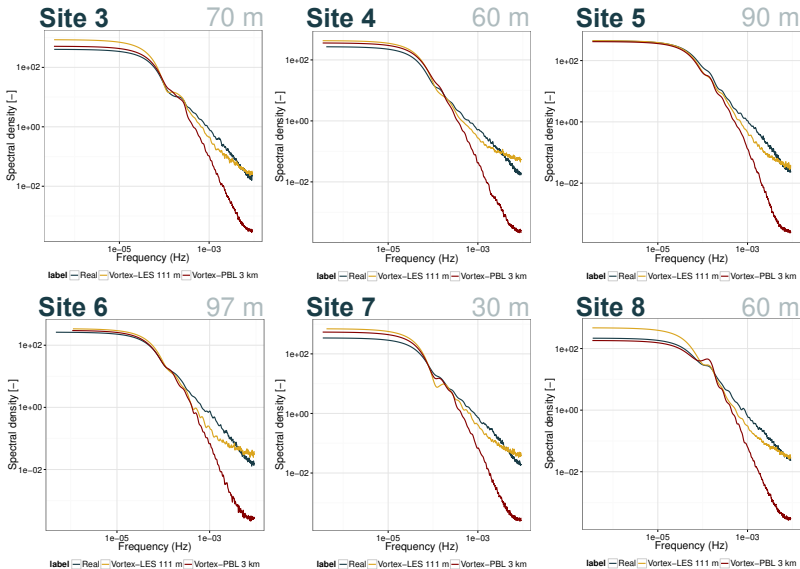 Site 3 70 m Site 4 60 m Site 5 90 m
1e+02 1e+02 1e+02
1e+00 1e+00 1e+00
1e−02 1e−02 1e−02
Spectral density [−] Spectral density [−] Spectral density [−]
1e−05 1e−03 1e−05 1e−03 1e−05 1e−03
Frequency (Hz) Frequency (Hz) Frequency (Hz)
label Real Vortex−LES 111 m Vortex−PBL 3 km label Real Vortex−LES 111 m Vortex−PBL 3 km label Real Vortex−LES 111 m Vortex−PBL 3 km
Site 6 97 m Site 7 30 m Site 8 60 m
1e+02 1e+02 1e+02
1e+00 1e+00 1e+00
1e−02 1e−02 1e−02
Spectral density [−] Spectral density [−] Spectral density [−]
1e−05 1e−03 1e−05 1e−03 1e−05 1e−03
Frequency (Hz) Frequency (Hz) Frequency (Hz)
label Real Vortex−LES 111 m Vortex−PBL 3 km label Real Vortex−LES 111 m Vortex−PBL 3 km label Real Vortex−LES 111 m Vortex−PBL 3 km